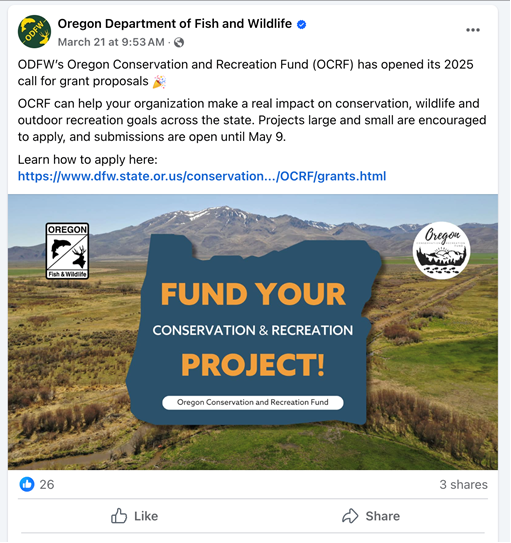 Oregon Department of Fish and Wildlife
March 21 at 9:53 AM ·
ODFW's Oregon Conservation and Recreation Fund (OCRF) has opened its 2025
call for grant proposals 🎉
OCRF can help your organization make a real impact on conservation, wildlife and
outdoor recreation goals across the state. Projects large and small are encouraged
to apply, and submissions are open until May 9.
Learn how to apply here:
https://www.dfw.state.or.us/conservation.../OCRF/grants.html
ODFW
OREGON
Fish & Wildlife
Oregon
FUND YOUR
CONSERVATION & RECREATION
PROJECT!
Oregon Conservation and Recreation Fund
26
3 shares
Like
Share